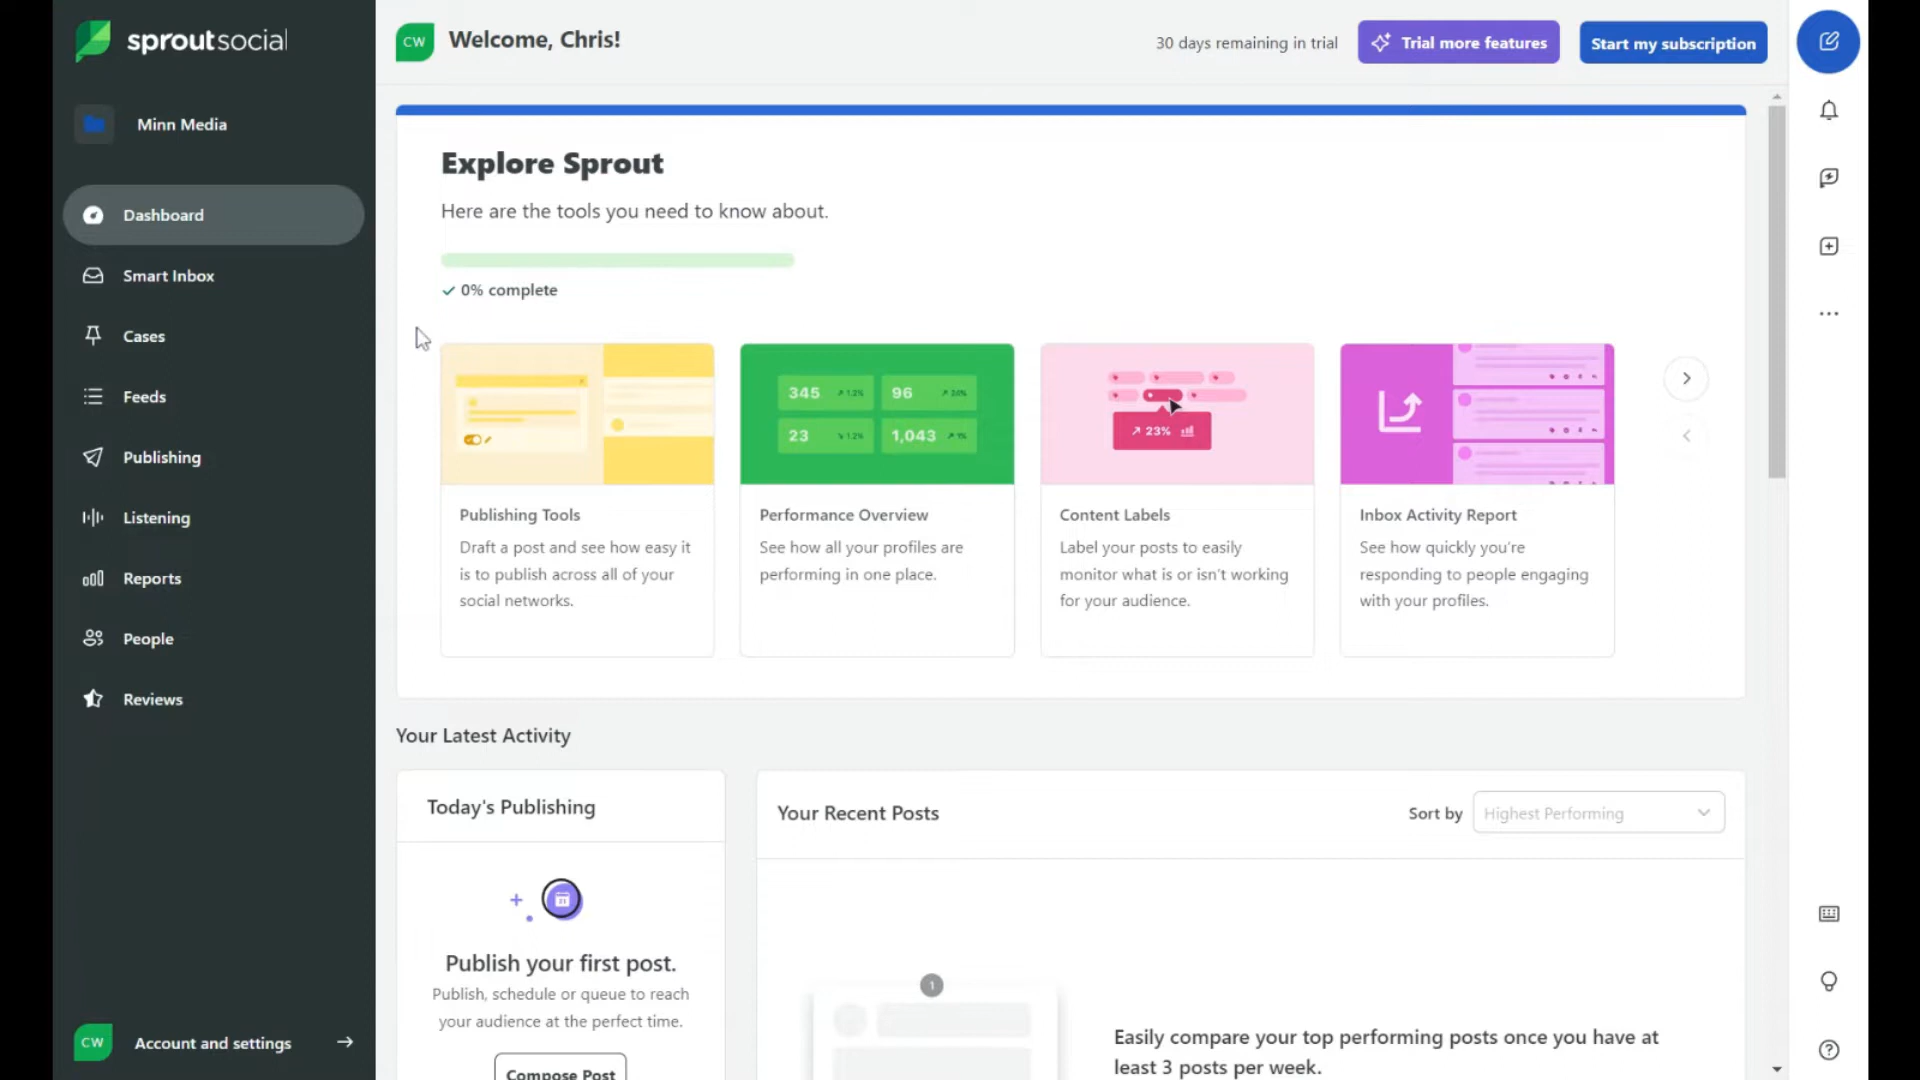 sproutsocial
Minn Media
Dashboard
Smart Inbox
Cases
Feeds
Publishing
Listening
Reports
People
Reviews
CW
Account and settings
CW
Welcome, Chris!
30 days remaining in trial
Trial more features
Start my subscription
Explore Sprout
Here are the tools you need to know about.
0% complete
345 1.2%
96 24%
23 1.2%
1,043 1%
23%
Publishing Tools
Draft a post and see how easy it
is to publish across all of your
social networks.
Performance Overview
See how all your profiles are
performing in one place.
Content Labels
Label your posts to easily
monitor what is or isn't working
for your audience.
Inbox Activity Report
See how quickly you're
responding to people engaging
with your profiles.
Your Latest Activity
Today's Publishing
Publish your first post.
Publish, schedule or queue to reach
your audience at the perfect time.
Compose Post
Your Recent Posts
Sort by
Highest Performing
1
Easily compare your top performing posts once you have at
least 3 posts per week.